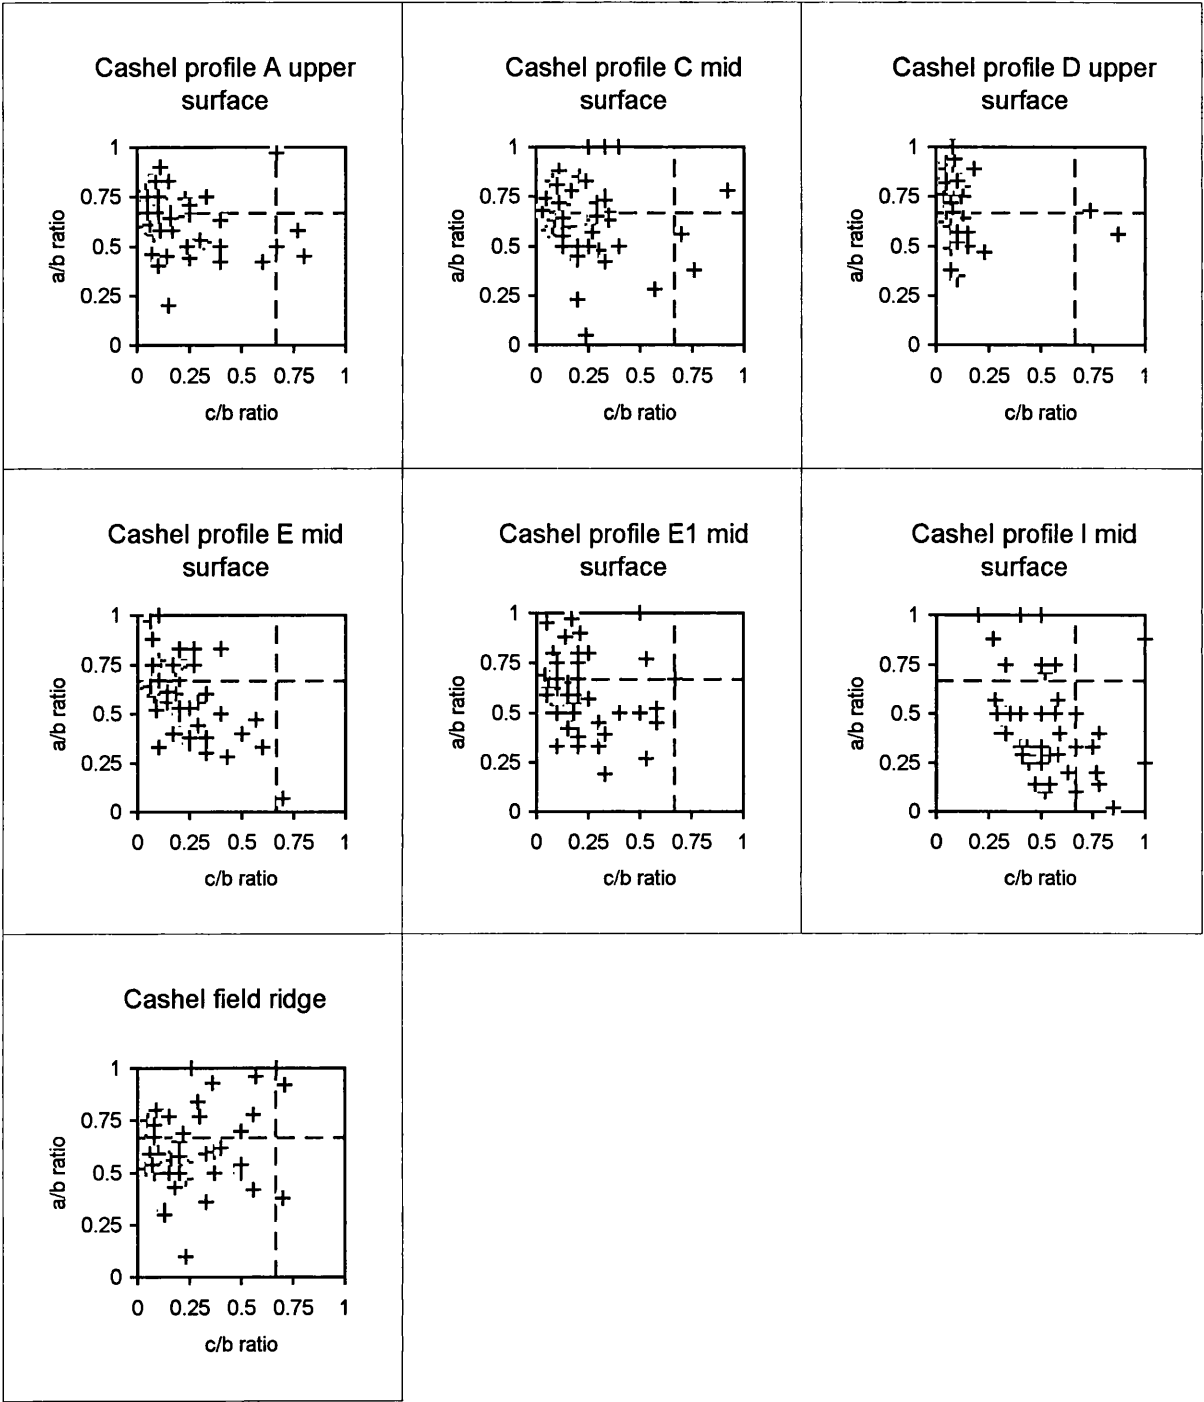 Cashel profile A upper
surface
1
0.75
0.5
0.25
0
a/b ratio
0 0.25 0.5 0.75 1
c/b ratio
Cashel profile C mid
surface
1
0.75
0.5
0.25
0
a/b ratio
0 0.25 0.5 0.75 1
c/b ratio
Cashel profile D upper
surface
1
0.75
0.5
0.25
0
a/b ratio
0 0.25 0.5 0.75 1
c/b ratio
Cashel profile E mid
surface
1
0.75
0.5
0.25
0
a/b ratio
0 0.25 0.5 0.75 1
c/b ratio
Cashel profile E1 mid
surface
1
0.75
0.5
0.25
0
a/b ratio
0 0.25 0.5 0.75 1
c/b ratio
Cashel profile I mid
surface
1
0.75
0.5
0.25
0
a/b ratio
0 0.25 0.5 0.75 1
c/b ratio
Cashel field ridge
1
0.75
0.5
0.25
0
a/b ratio
0 0.25 0.5 0.75 1
c/b ratio